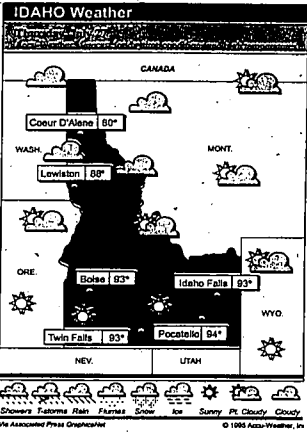 IDAHO Weather
CANADA
Coeur D'Alene 80°
WASH.
MONT.
Lewiston 88°
ORE.
Boise 93°
Idaho Falls 93°
WYO.
Twin Falls 93°
Pocatello 94°
NEV.
UTAH
Showers T-storms Rain Flurries Snow Ice Sunny Pt. Cloudy Cloudy
Via Associated Press GraphicsNet
© 1995 Accu-Weather, Inc